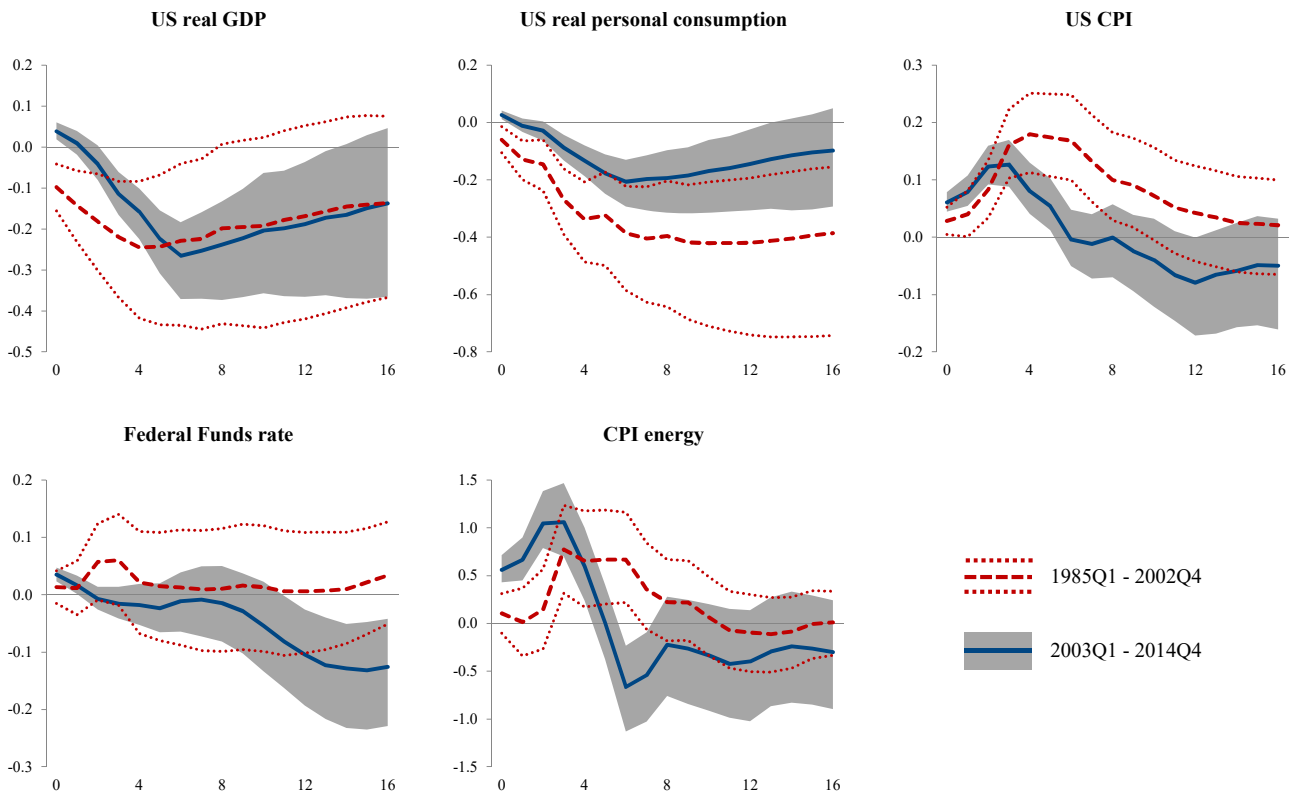 US real GDP
US real personal consumption
US CPI
0.2
0.1
0.0
-0.1
-0.2
-0.3
-0.4
-0.5
0 4 8 12 16
0.2
0.0
-0.2
-0.4
-0.6
-0.8
0 4 8 12 16
0.3
0.2
0.1
0.0
-0.1
-0.2
0 4 8 12 16
Federal Funds rate
CPI energy
0.2
0.1
0.0
-0.1
-0.2
-0.3
0 4 8 12 16
1.5
1.0
0.5
0.0
-0.5
-1.0
-1.5
0 4 8 12 16
1985Q1 - 2002Q4
2003Q1 - 2014Q4